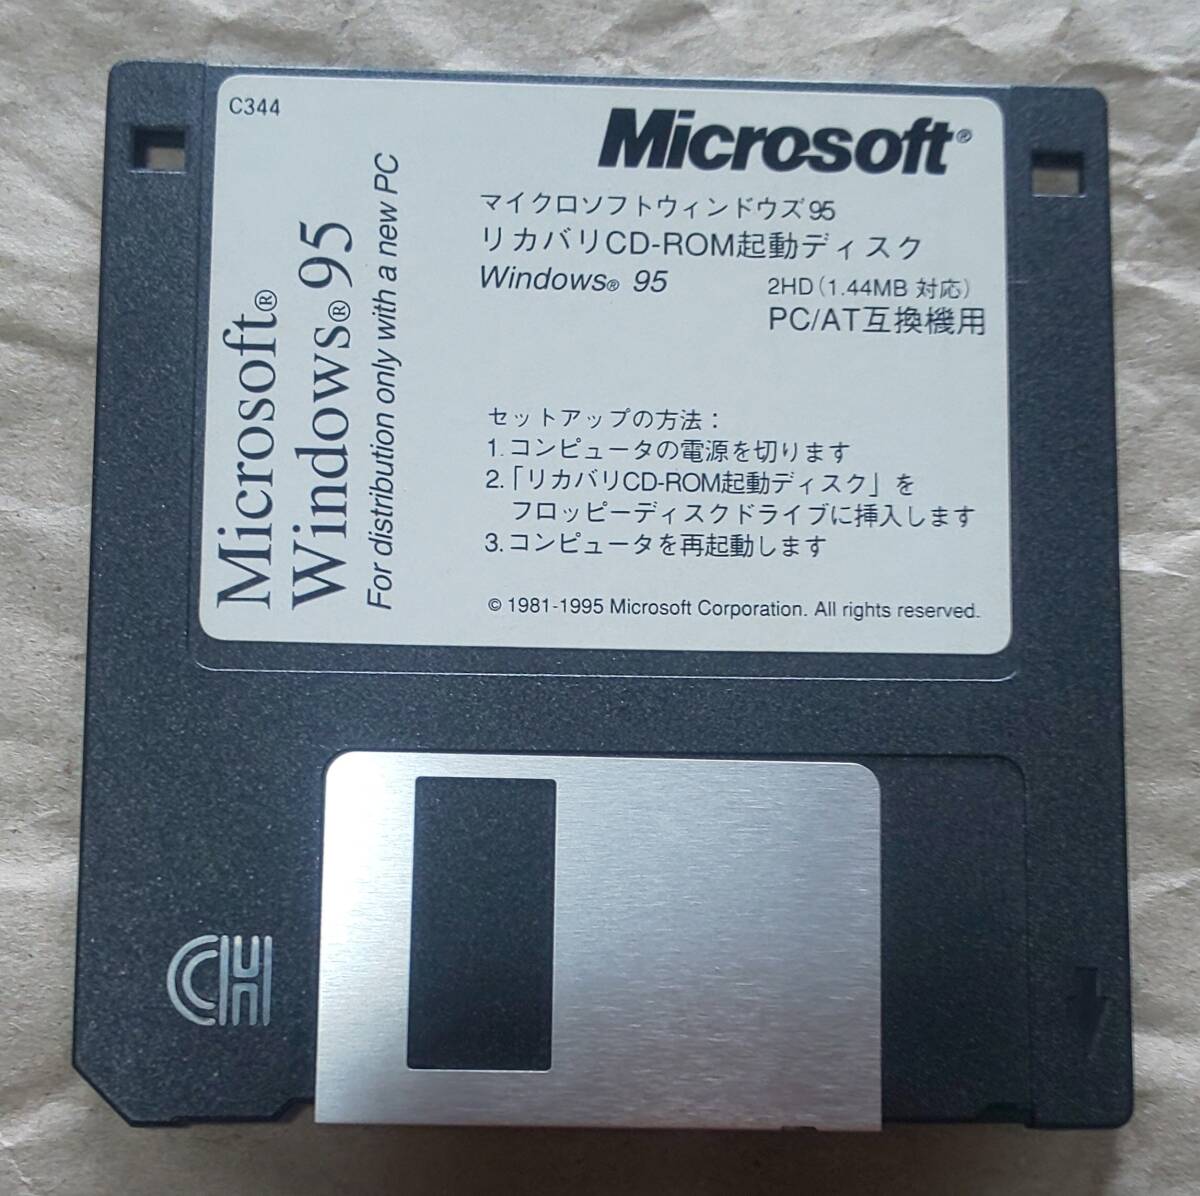 C344
Microsoft®
Windows® 95
For distribution only with a new PC
Microsoft®
マイクロソフトウィンドウズ95
リカバリCD-ROM起動ディスク
Windows® 95
2HD(1.44MB 対応)
PC/AT互換機用
セットアップの方法:
1.コンピュータの電源を切ります
2.「リカバリCD-ROM起動ディスク」を
フロッピーディスクドライブに挿入します
3.コンピュータを再起動します
© 1981-1995 Microsoft Corporation. All rights reserved.